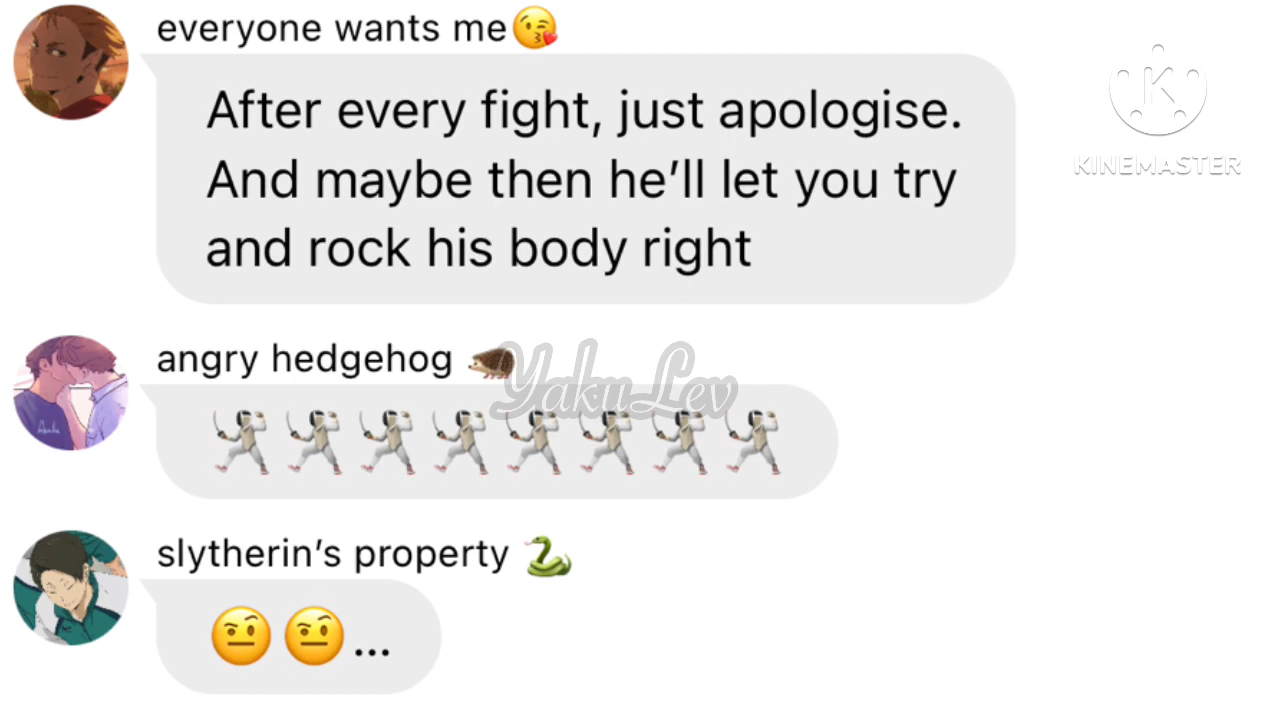 everyone wants me😘
After every fight, just apologise.
And maybe then he’ll let you try
and rock his body right
KINEMASTER
angry hedgehog 🦔
YakuLev
🤺🤺🤺🤺🤺🤺🤺🤺
slytherin’s property 🐍
🤨🤨...